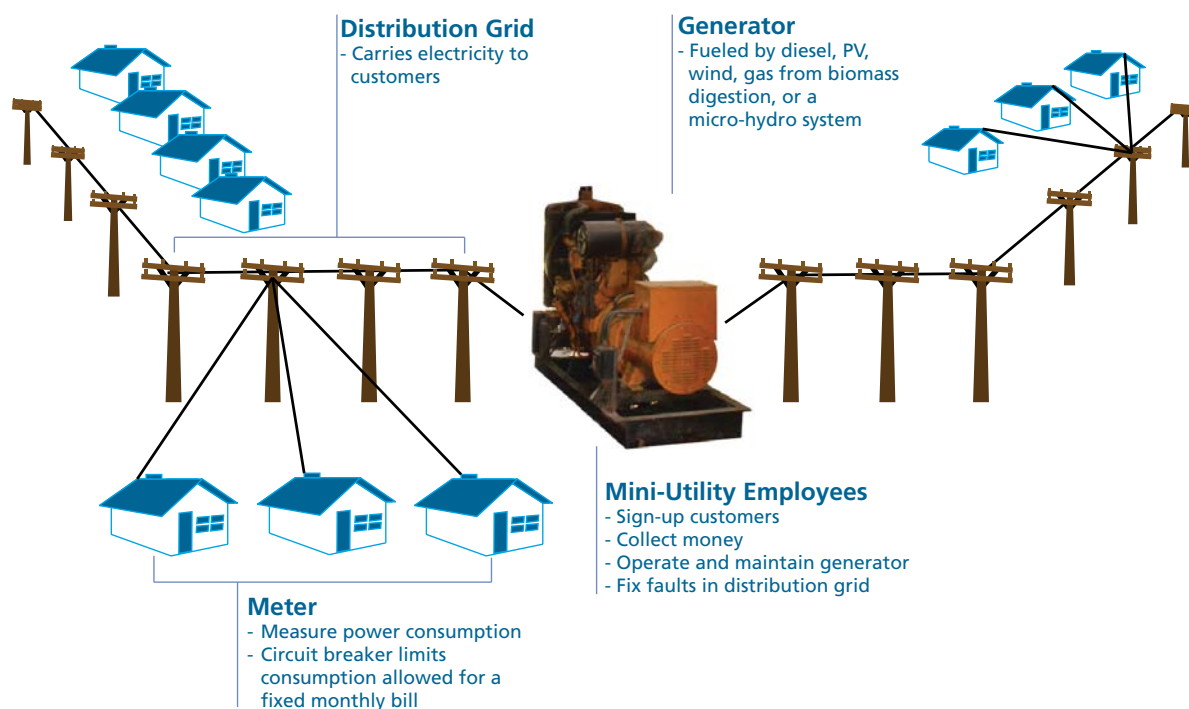 Distribution Grid
- Carries electricity to
customers
Generator
- Fueled by diesel, PV,
wind, gas from biomass
digestion, or a
micro-hydro system
Mini-Utility Employees
- Sign-up customers
- Collect money
- Operate and maintain generator
- Fix faults in distribution grid
Meter
- Measure power consumption
- Circuit breaker limits
consumption allowed for a
fixed monthly bill